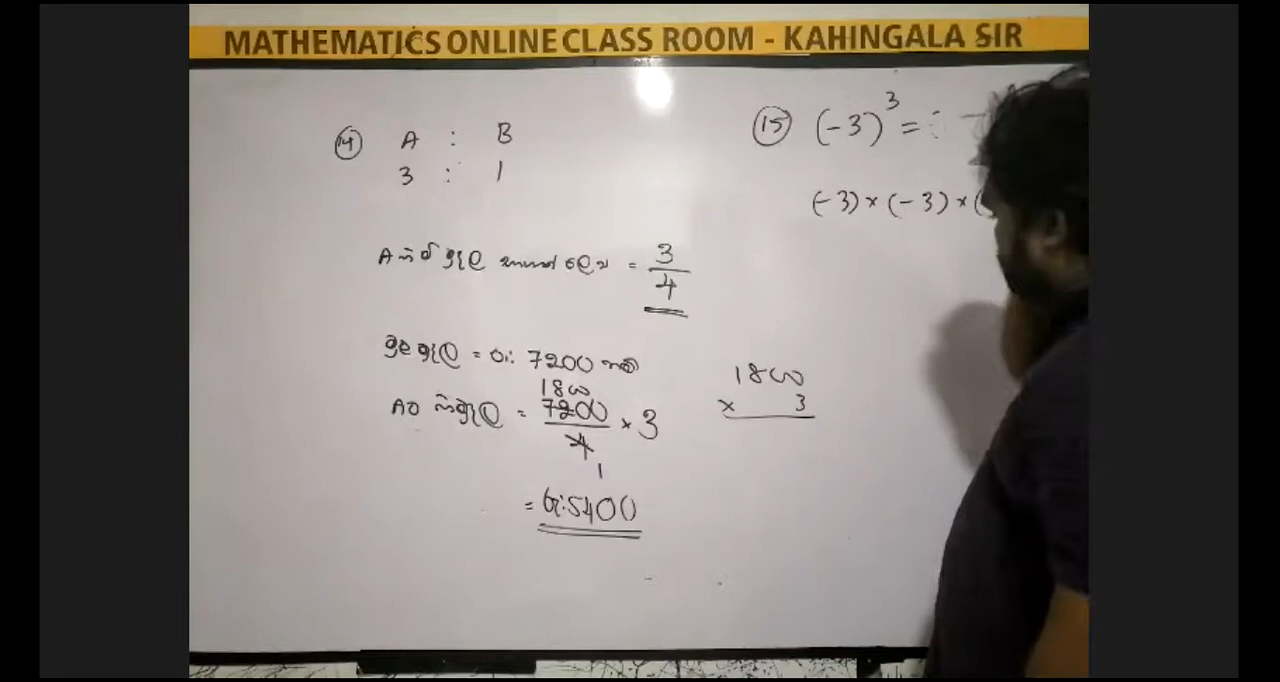 MATHEMATICS ONLINE CLASS ROOM - KAHINGALA SIR
14 A : B
3 : 1
= 3/4
මුළු මුදල = රු: 7200
1800
= 7200/4 × 3
1
= රු:5400
1800
× 3
15 (-3)³ =
(-3) × (-3) × (